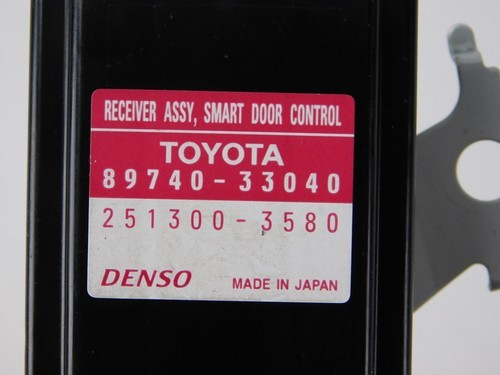 RECEIVER ASSY, SMART DOOR CONTROL
TOYOTA
89740-33040
251300-3580
DENSO MADE IN JAPAN